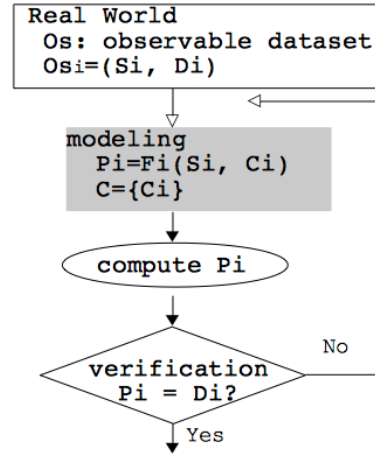 Real World
Os: observable dataset
Osi=(Si, Di)
modeling
Pi=Fi(Si, Ci)
C={Ci}
compute Pi
verification
Pi = Di?
No
Yes